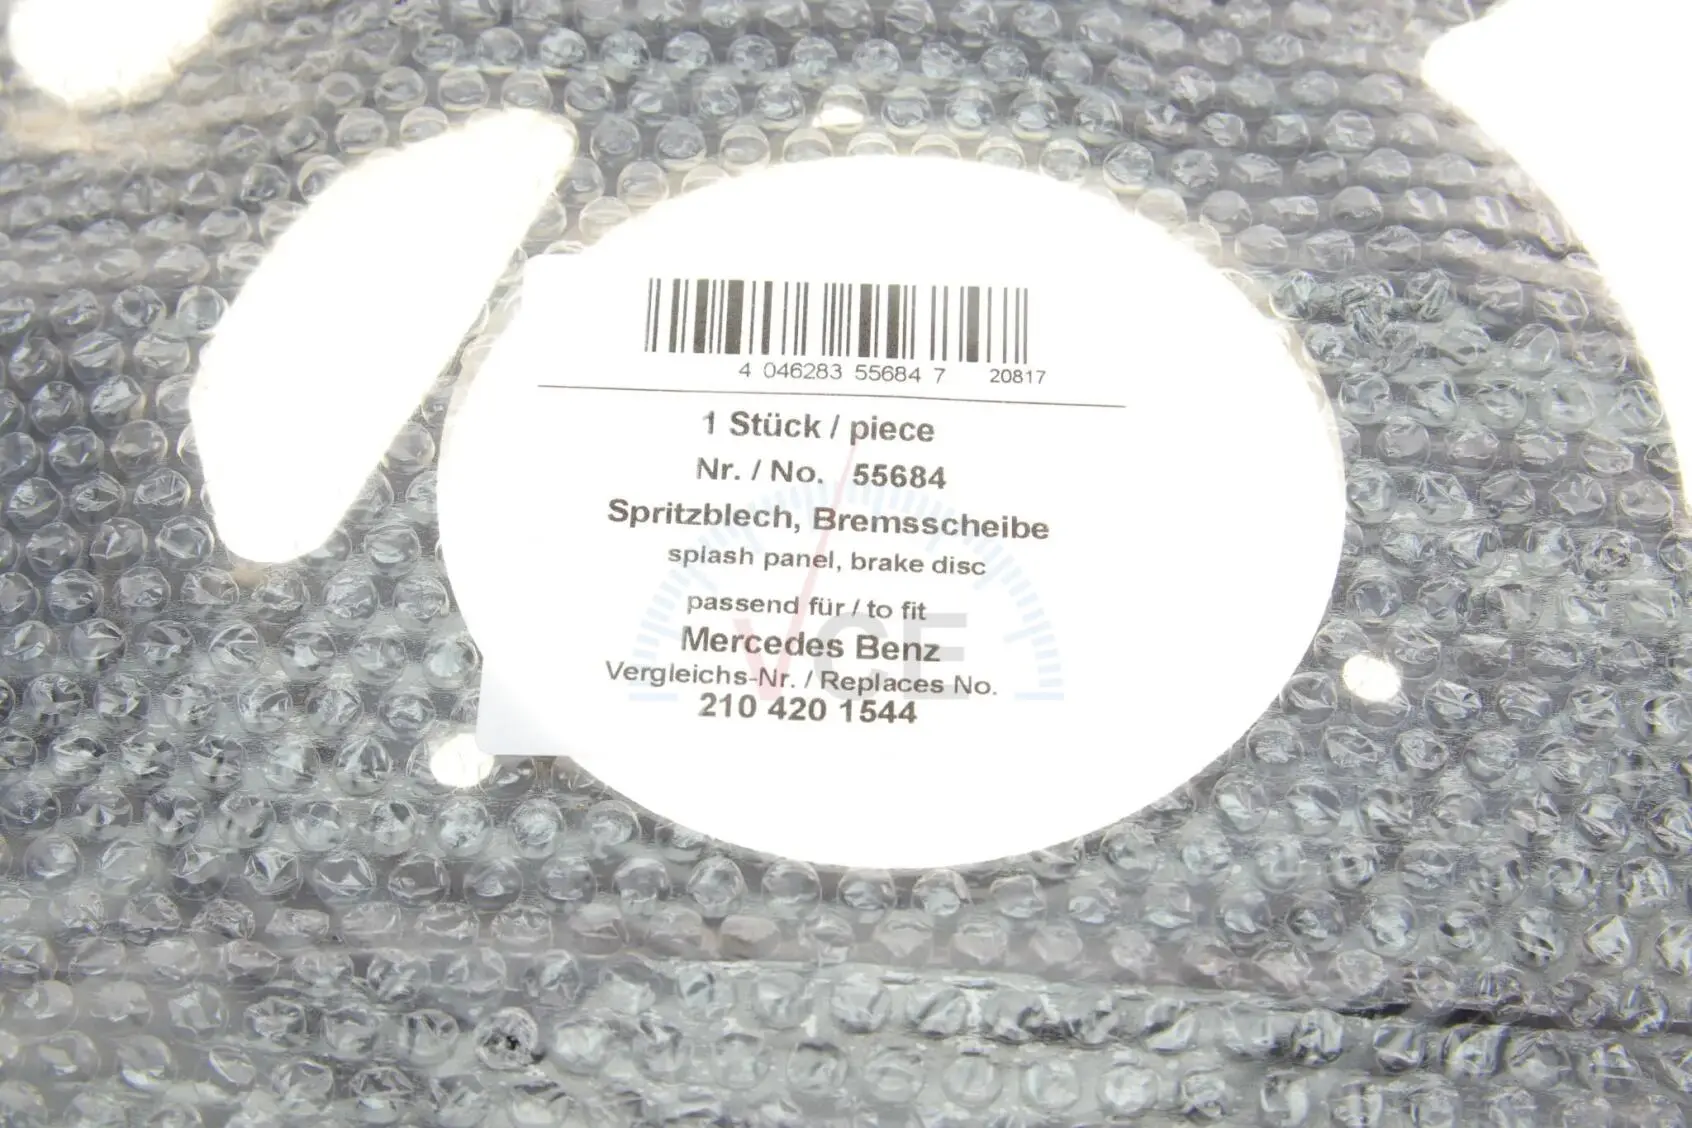 4 046283 55684 7 20817
1 Stück / piece
Nr. / No. 55684
Spritzblech, Bremsscheibe
splash panel, brake disc
passend für / to fit
Mercedes Benz
Vergleichs-Nr. / Replaces No.
210 420 1544
VCE